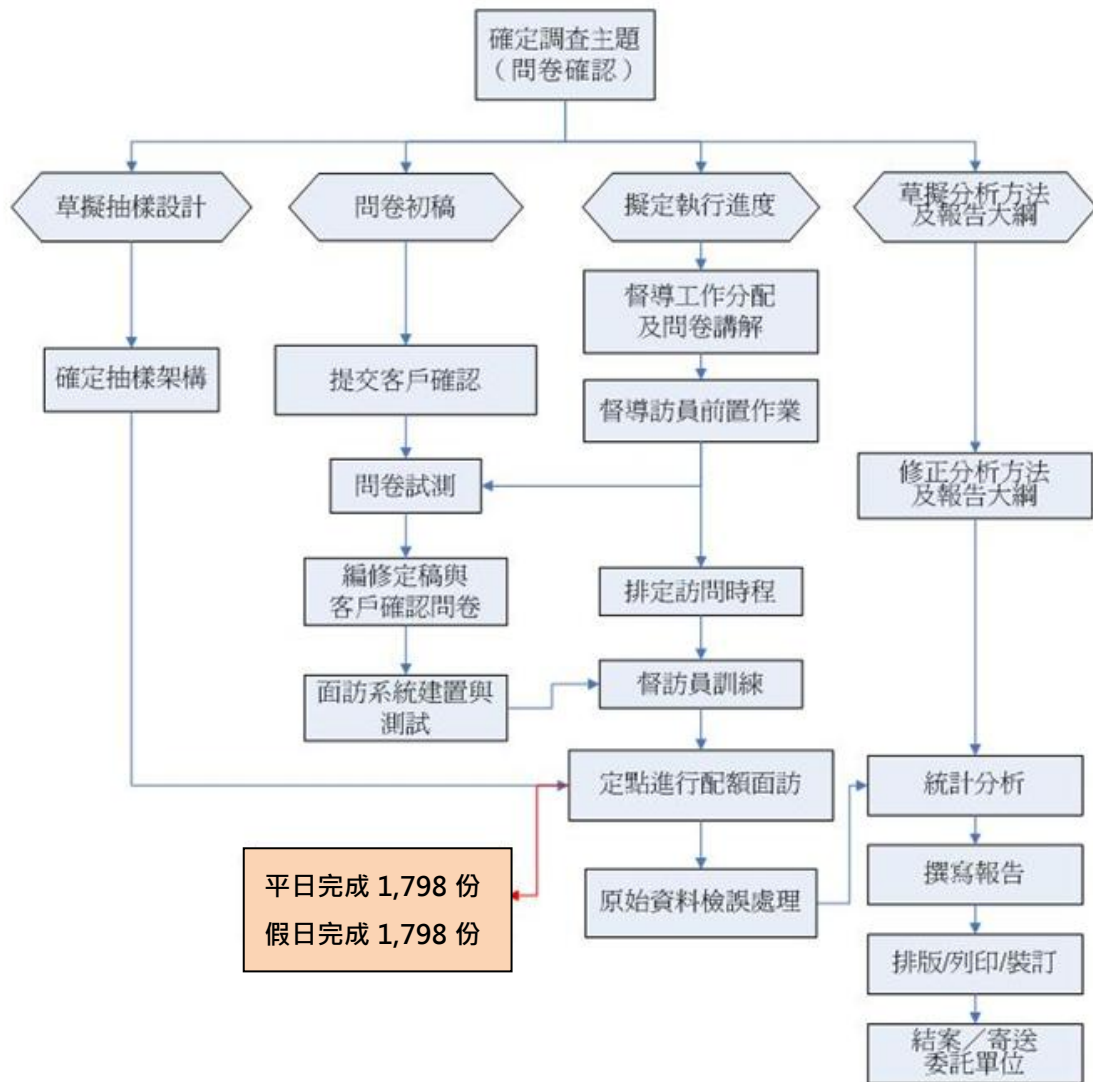 確定調查主題
（問卷確認）
草擬抽樣設計
問卷初稿
擬定執行進度
草擬分析方法
及報告大綱
督導工作分配
及問卷講解
確定抽樣架構
提交客戶確認
督導訪員前置作業
問卷試測
修正分析方法
及報告大綱
編修定稿與
客戶確認問卷
排定訪問時程
面訪系統建置與
測試
督訪員訓練
定點進行配額面訪
統計分析
平日完成 1,798 份
假日完成 1,798 份
原始資料檢誤處理
撰寫報告
排版/列印/裝訂
結案／寄送
委託單位